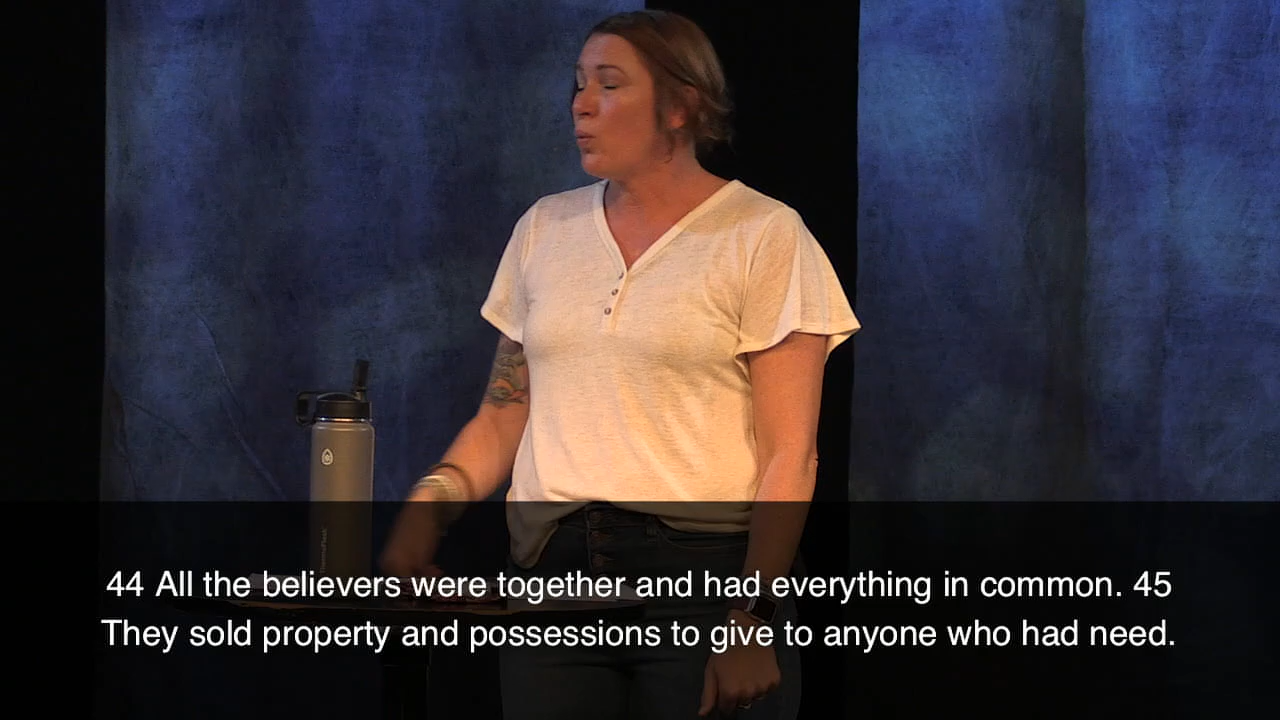 44 All the believers were together and had everything in common. 45
They sold property and possessions to give to anyone who had need.
ThermoFlask